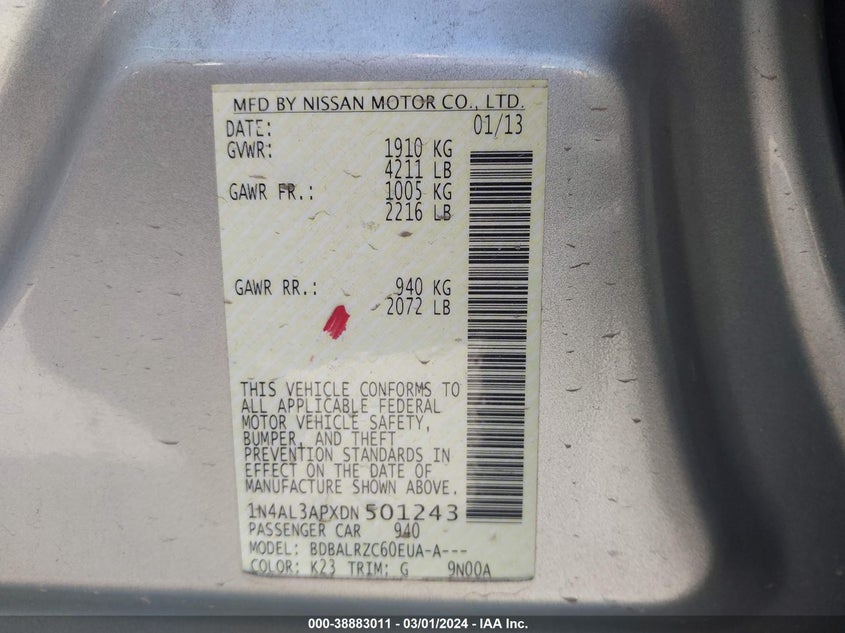 MFD BY NISSAN MOTOR CO., LTD.
DATE: 01/13
GVWR: 1910 KG
4211 LB
GAWR FR.: 1005 KG
2216 LB
GAWR RR.: 940 KG
2072 LB
THIS VEHICLE CONFORMS TO
ALL APPLICABLE FEDERAL
MOTOR VEHICLE SAFETY,
BUMPER, AND THEFT
PREVENTION STANDARDS IN
EFFECT ON THE DATE OF
MANUFACTURE SHOWN ABOVE.
1N4AL3APXDN501243
PASSENGER CAR 940
MODEL: BDBALRZC60EUA-A---
COLOR: K23 TRIM: G 9N00A
000-38883011 - 03/01/2024 - IAA Inc.